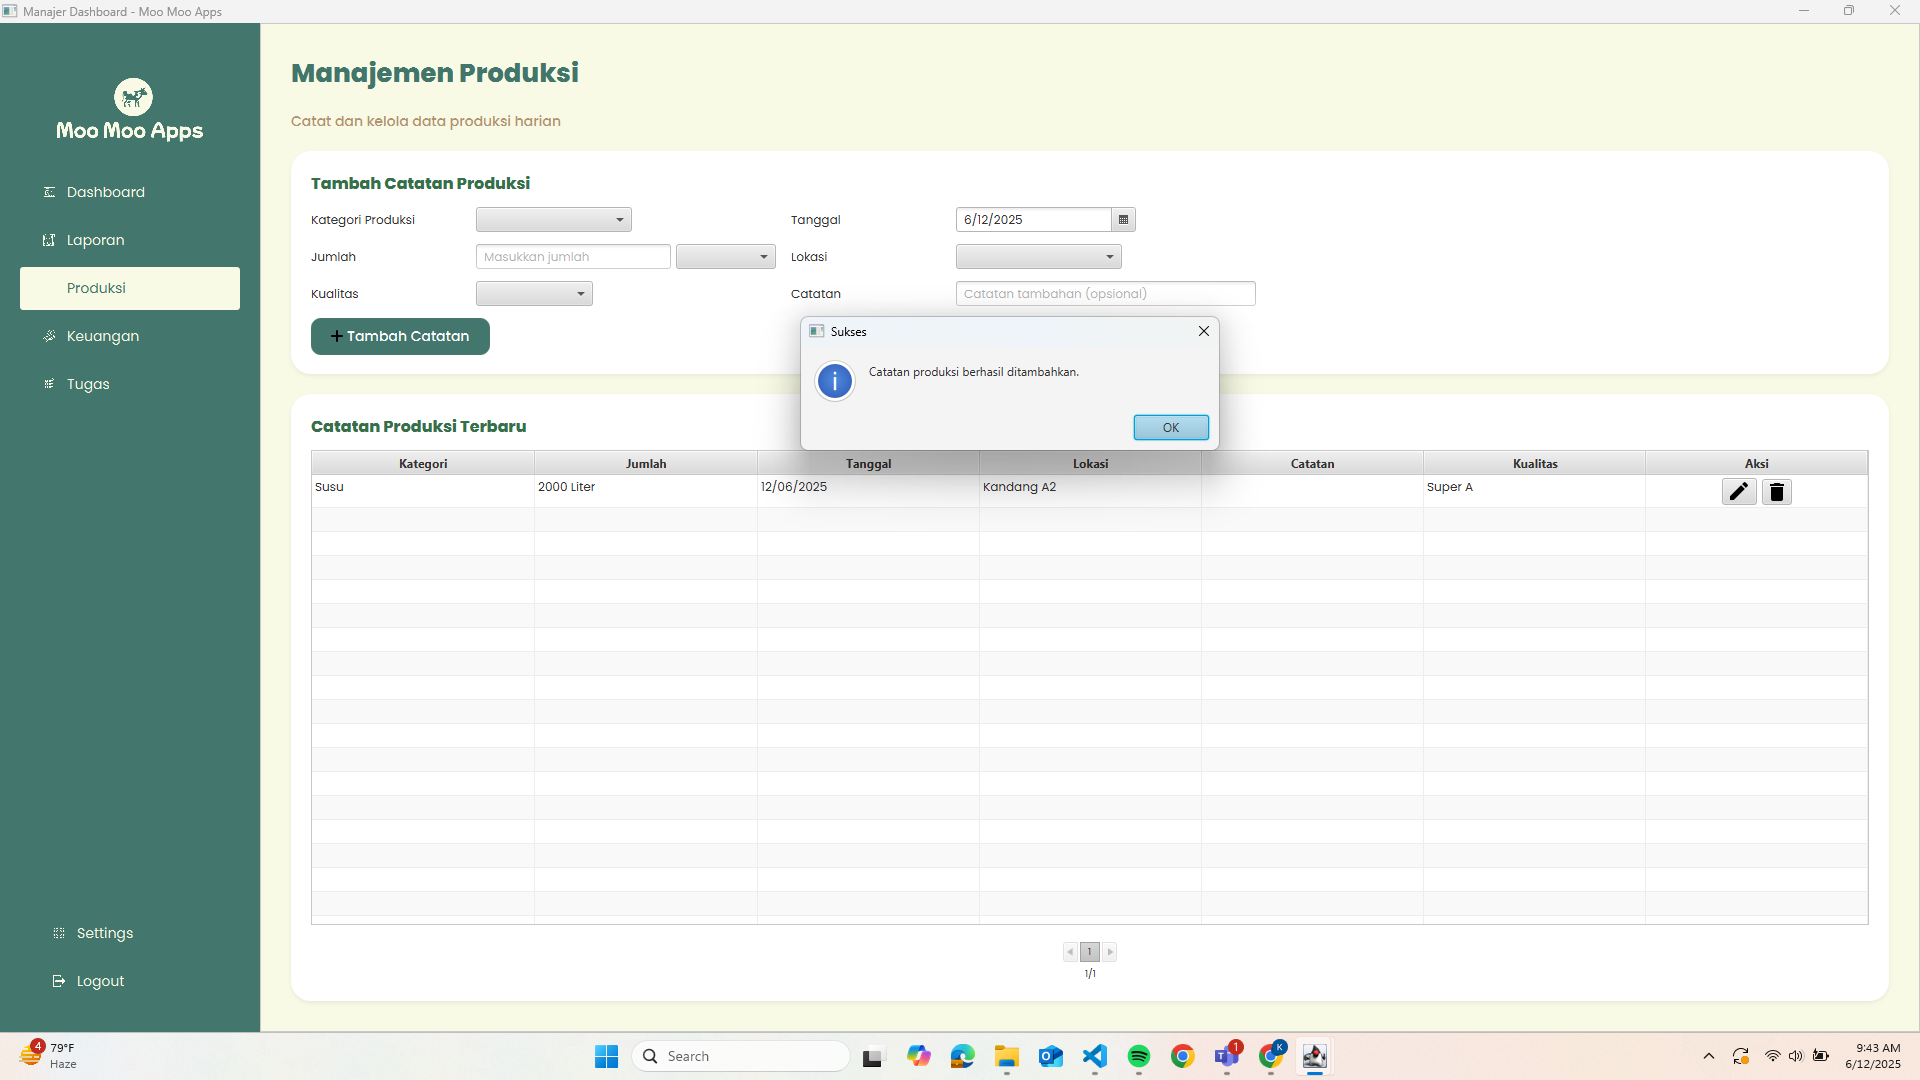 Manajer Dashboard - Moo Moo Apps
Moo Moo Apps
Dashboard
Laporan
Produksi
Keuangan
Tugas
Settings
Logout
Manajemen Produksi
Catat dan kelola data produksi harian
Tambah Catatan Produksi
Kategori Produksi
Tanggal
6/12/2025
Jumlah
Masukkan jumlah
Lokasi
Kualitas
Catatan
Catatan tambahan (opsional)
+ Tambah Catatan
Sukses
i
Catatan produksi berhasil ditambahkan.
OK
Catatan Produksi Terbaru
Kategori Jumlah Tanggal Lokasi Catatan Kualitas Aksi
Susu 2000 Liter 12/06/2025 Kandang A2 Super A
1
1/1
4
79°F
Haze
Search
1
K
9:43 AM
6/12/2025